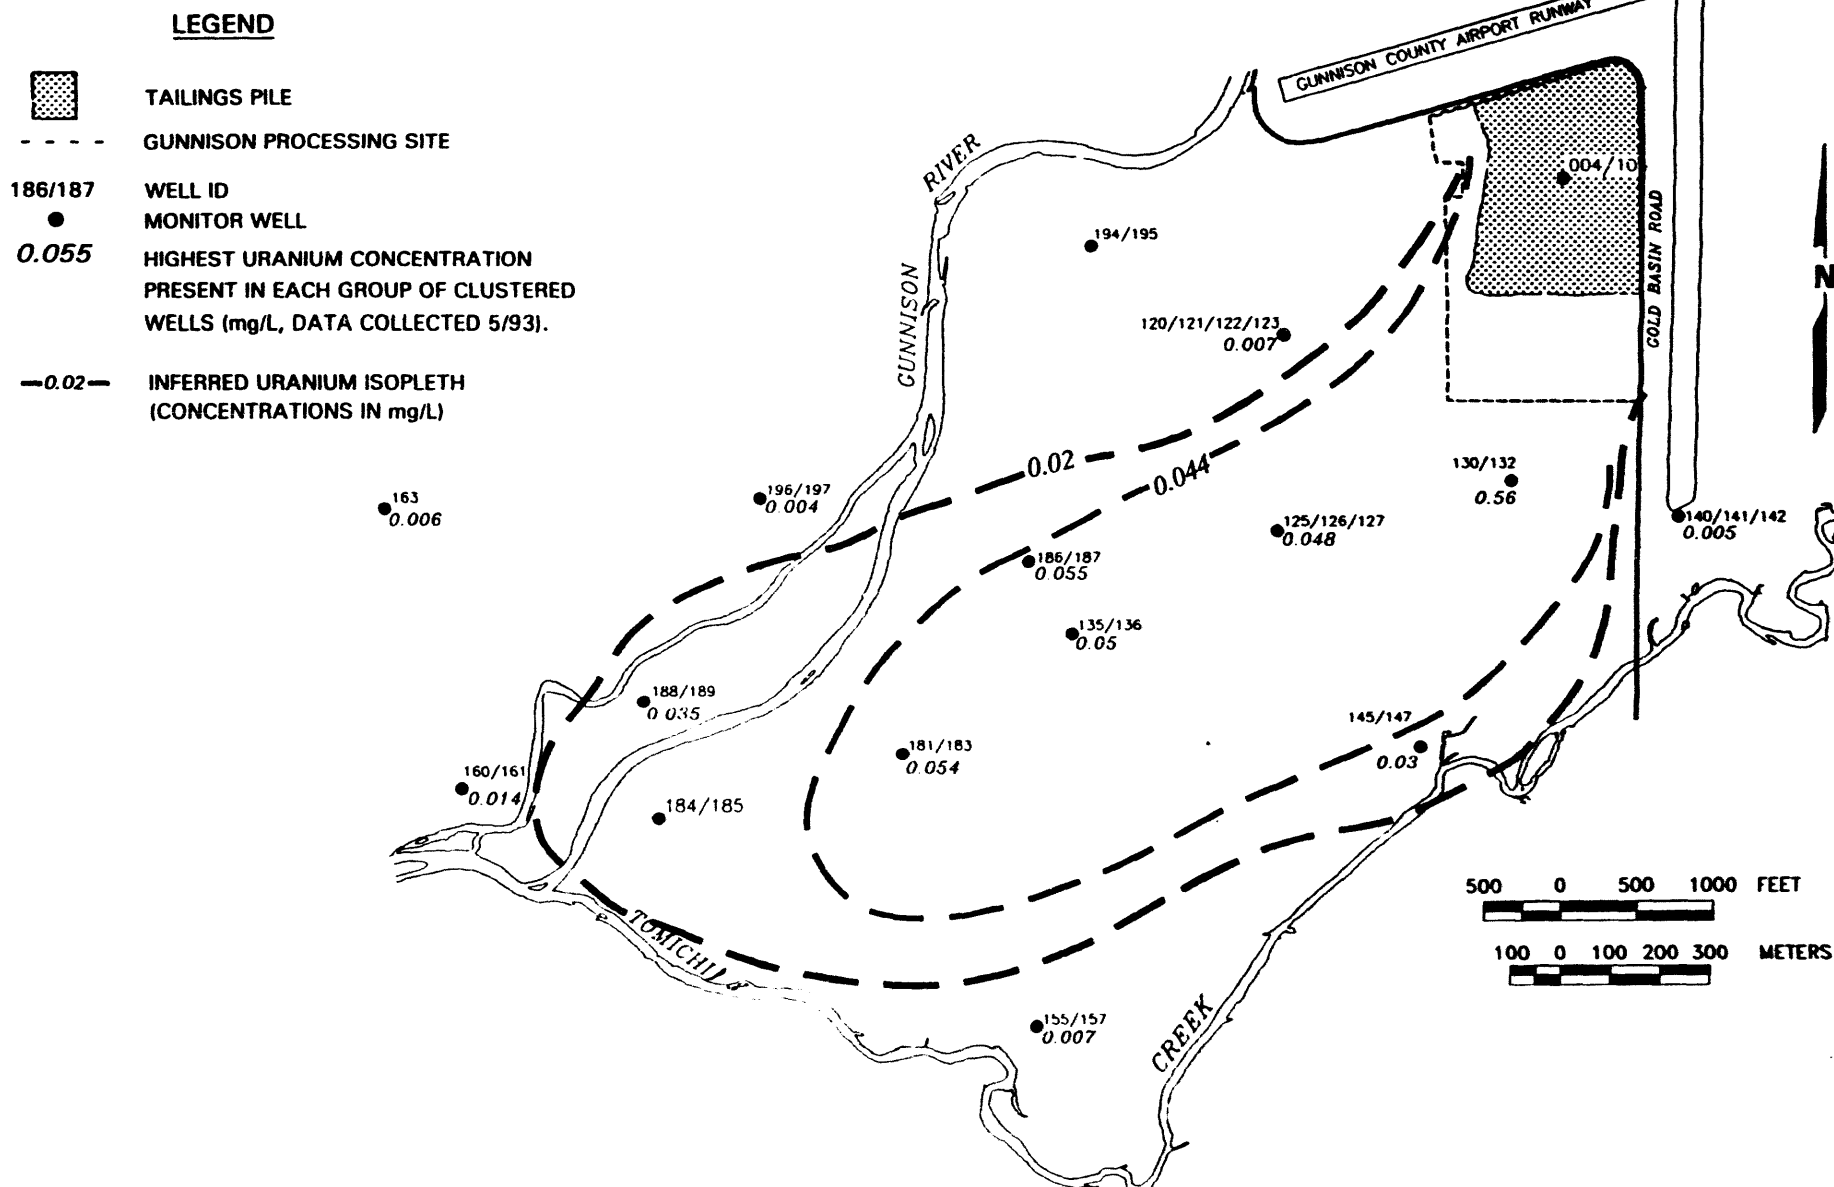 LEGEND
TAILINGS PILE
GUNNISON PROCESSING SITE
186/187 WELL ID
MONITOR WELL
0.055 HIGHEST URANIUM CONCENTRATION
PRESENT IN EACH GROUP OF CLUSTERED
WELLS (mg/L, DATA COLLECTED 5/93).
0.02 INFERRED URANIUM ISOPLETH
(CONCENTRATIONS IN mg/L)
GUNNISON COUNTY AIRPORT RUNWAY
004/10
GOLD BASIN ROAD
N
RIVER
GUNNISON
194/195
120/121/122/123
0.007
0.02
0.044
130/132
0.56
163
0.006
196/197
0.004
125/126/127
0.048
140/141/142
0.005
186/187
0.055
135/136
0.05
188/189
0.035
181/183
0.054
145/147
0.03
160/161
0.014
184/185
TOMICHI
155/157
0.007
CREEK
500 0 500 1000 FEET
100 0 100 200 300 METERS